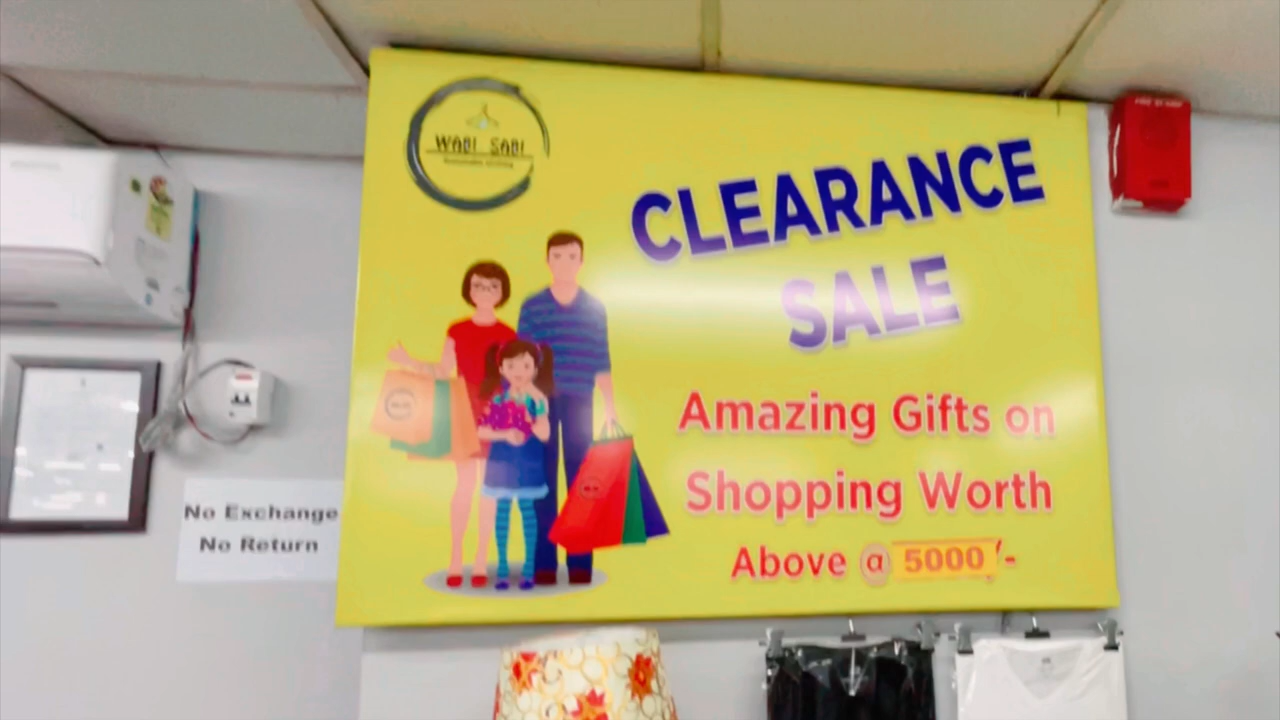 WABI SABI
CLEARANCE
SALE
Amazing Gifts on
Shopping Worth
Above @ 5000/-
No Exchange
No Return